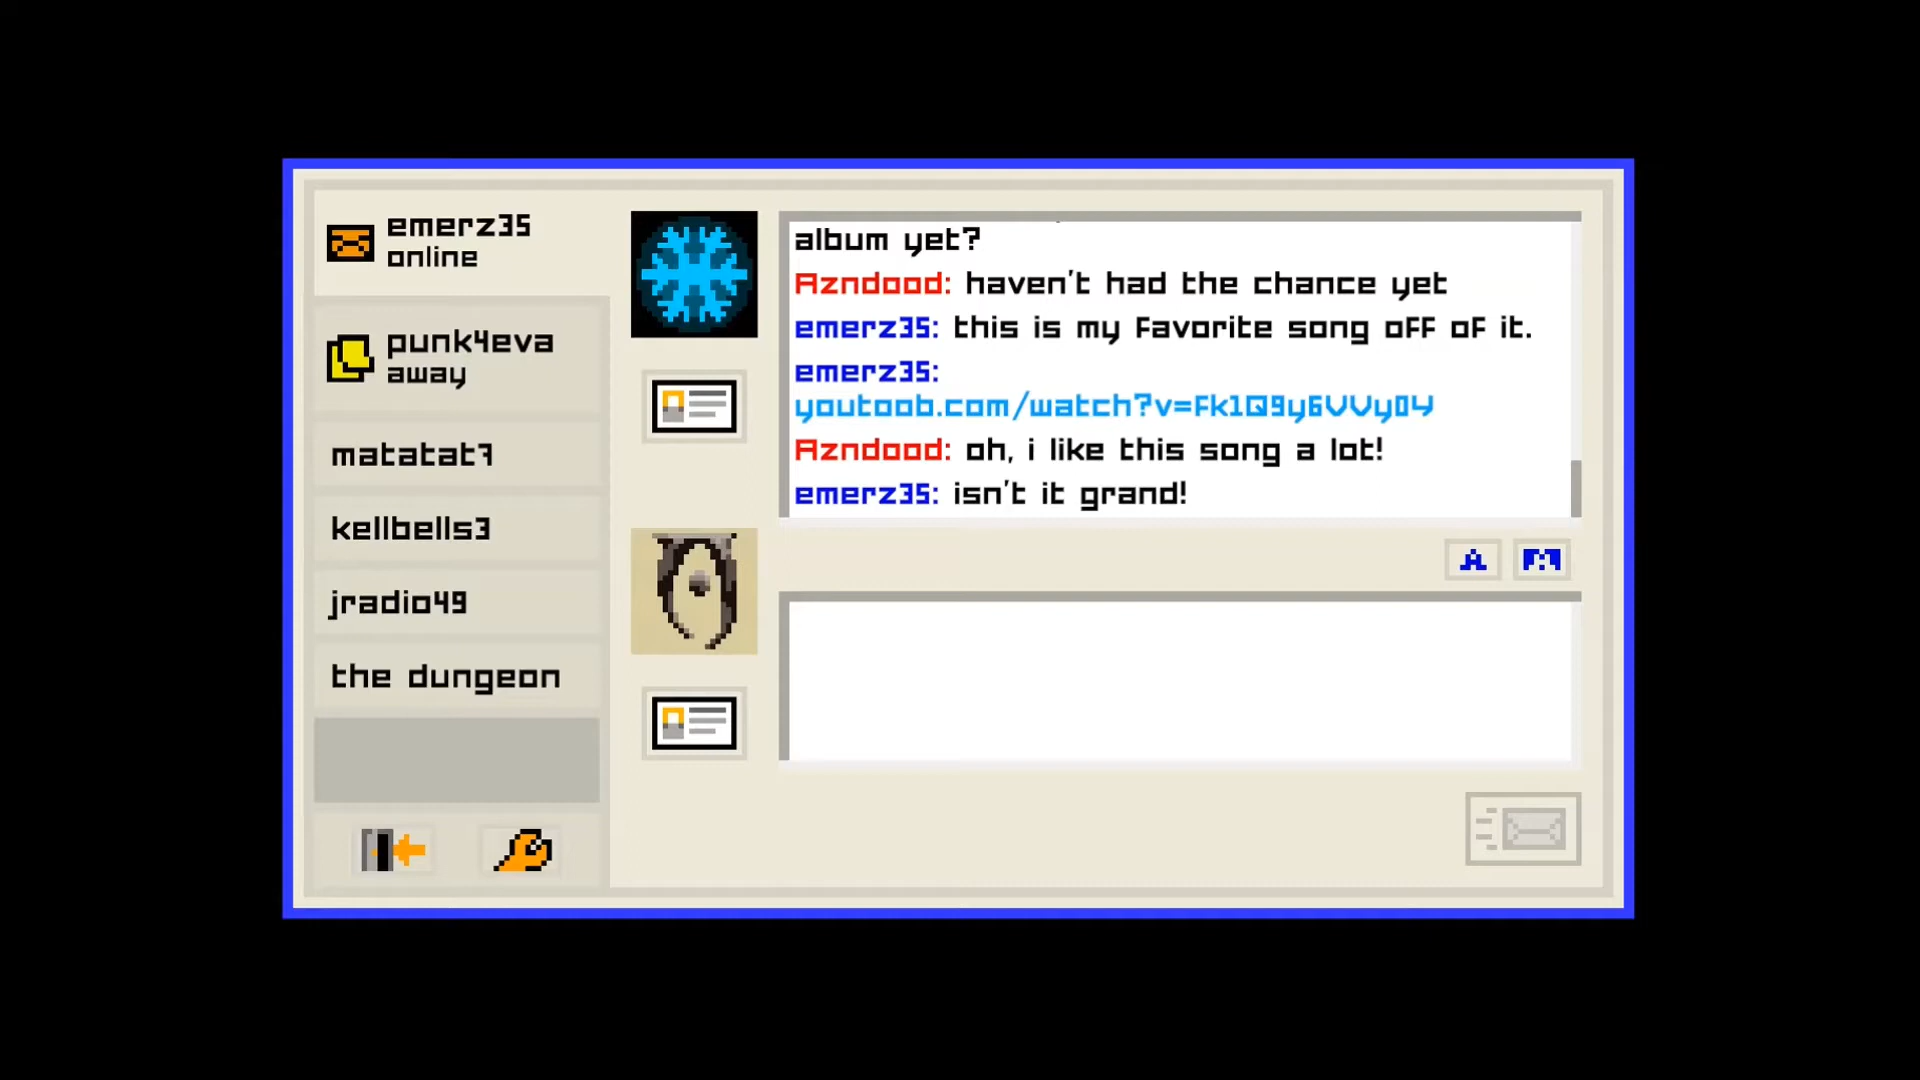 emerz35
online
punk4eva
away
matatat7
kellbells3
jradio49
the dungeon
album yet?
Azndood: haven't had the chance yet
emerz35: this is my favorite song off of it.
emerz35:
youtoob.com/watch?v=Fk1Q9y6VVy04
Azndood: oh, i like this song a lot!
emerz35: isn't it grand!
A